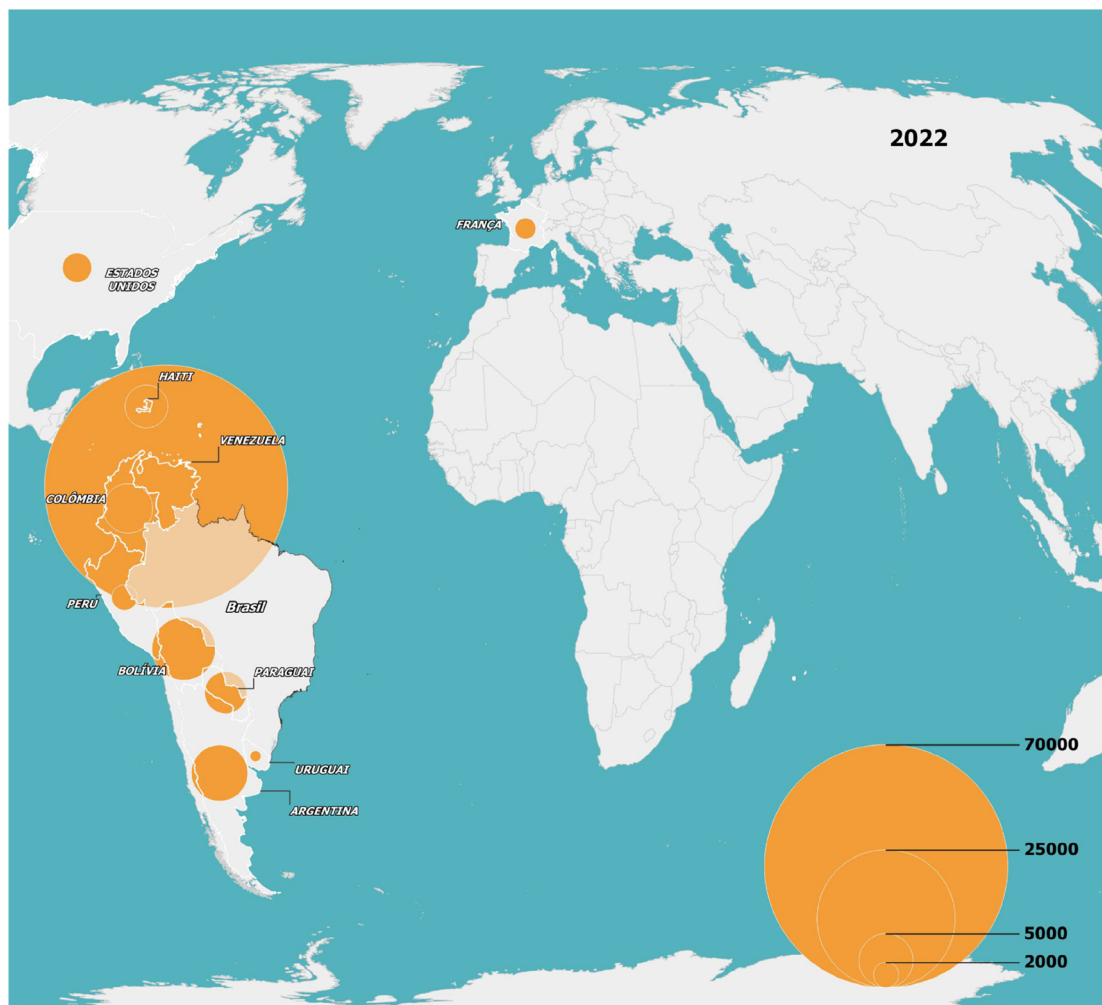 2022
FRANÇA
ESTADOS
UNIDOS
HAITI
VENEZUELA
COLÔMBIA
PERU
Brasil
BOLÍVIA
PARAGUAI
URUGUAI
ARGENTINA
70000
25000
5000
2000